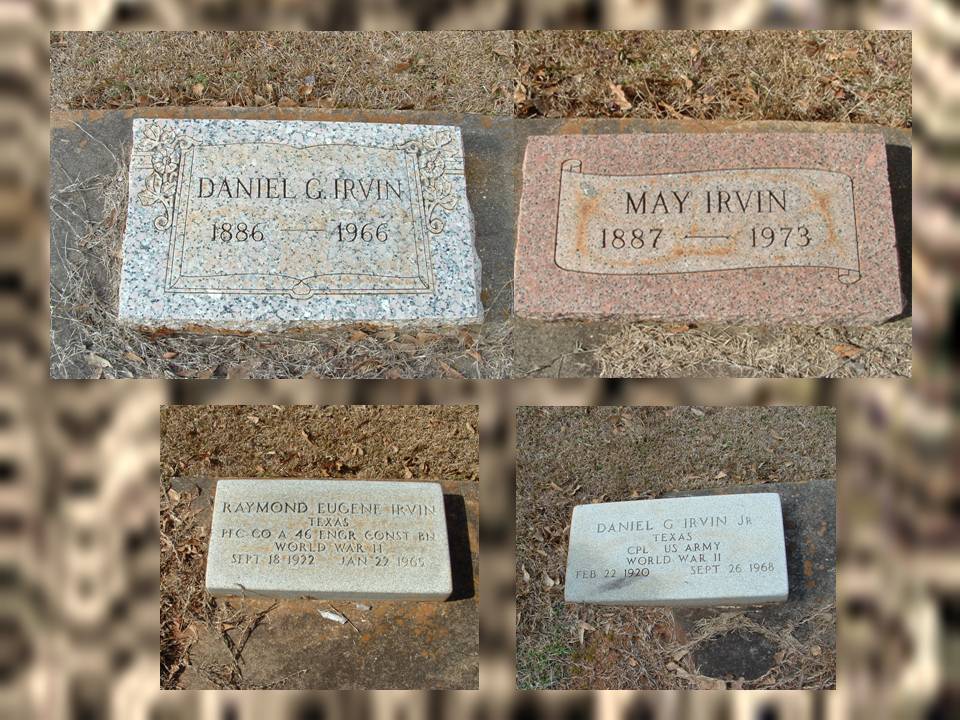 DANIEL G. IRVIN
1886 — 1966
MAY IRVIN
1887 — 1973
RAYMOND EUGENE IRVIN
TEXAS
PFC CO A 46 ENGR CONST BN
WORLD WAR II
SEPT 18 1922 JAN 22
DANIEL G IRVIN JR
TEXAS
CPL US ARMY
WORLD WAR II
FEB 22 1920 SEPT 26 1968